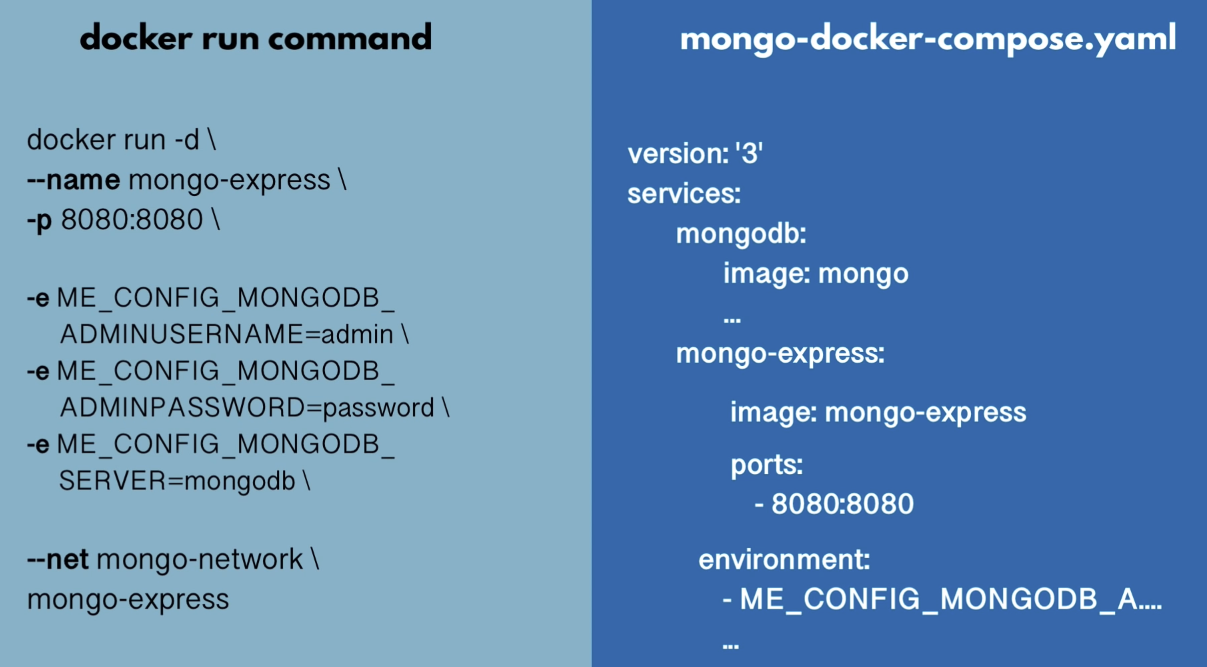 docker run command
docker run -d \
--name mongo-express \
-p 8080:8080 \
-e ME_CONFIG_MONGODB_
ADMINUSERNAME=admin \
-e ME_CONFIG_MONGODB_
ADMINPASSWORD=password \
-e ME_CONFIG_MONGODB_
SERVER=mongodb \
--net mongo-network \
mongo-express
mongo-docker-compose.yaml
version: '3'
services:
mongodb:
image: mongo
...
mongo-express:
image: mongo-express
ports:
- 8080:8080
environment:
- ME_CONFIG_MONGODB_A....
...